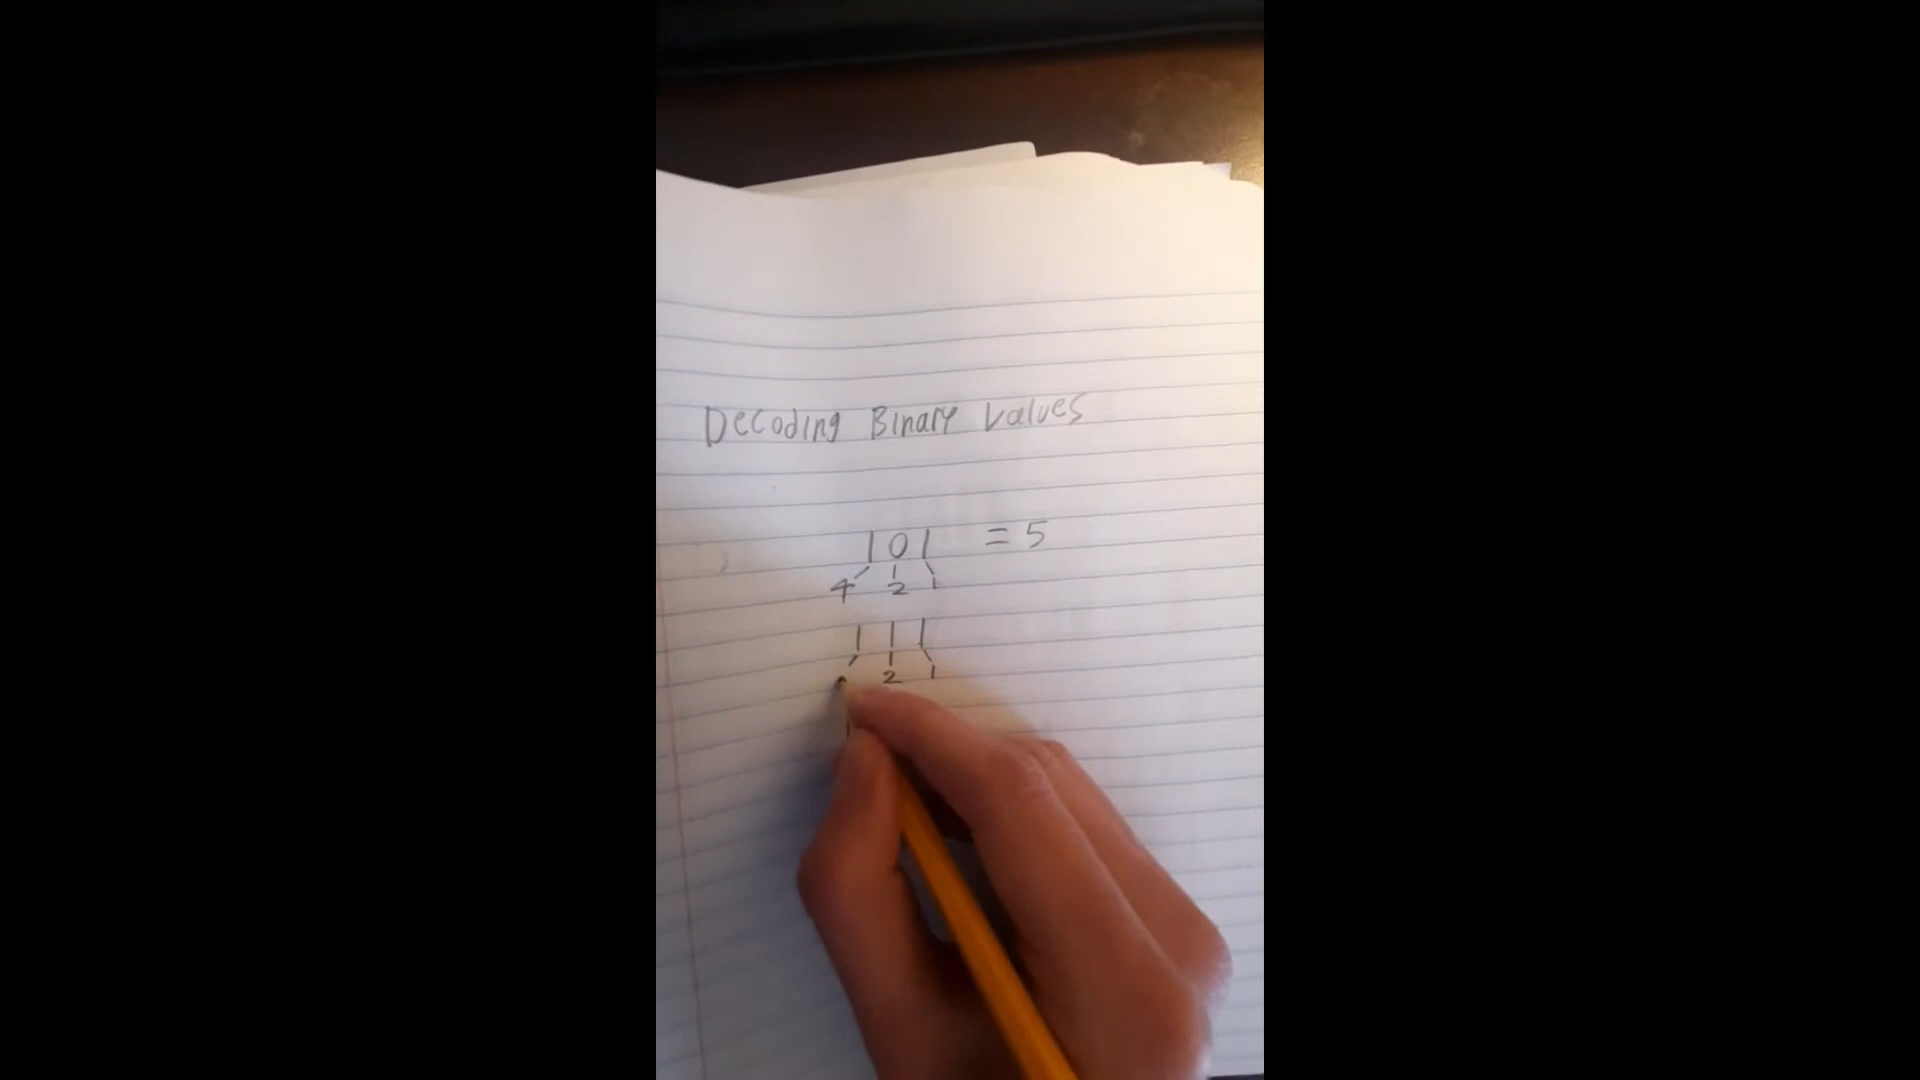 Decoding Binary Values
101 = 5
4 2 1
111
2 1